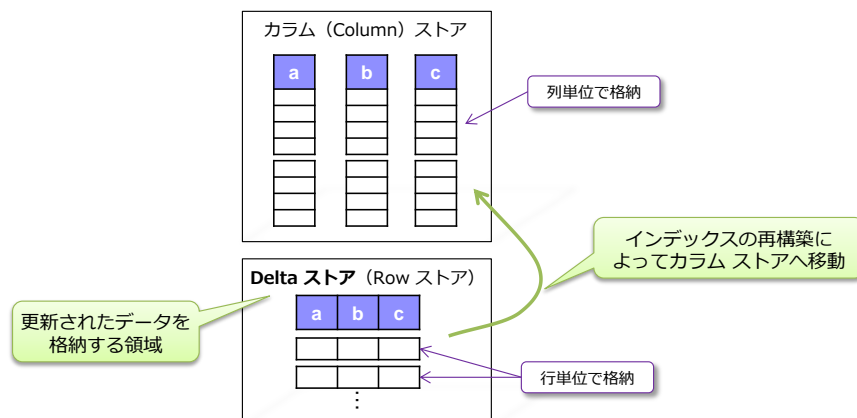 カラム（Column）ストア
a b c
列単位で格納
インデックスの再構築に
よってカラム ストアへ移動
Delta ストア（Row ストア）
更新されたデータを
格納する領域
a b c
行単位で格納
⋮